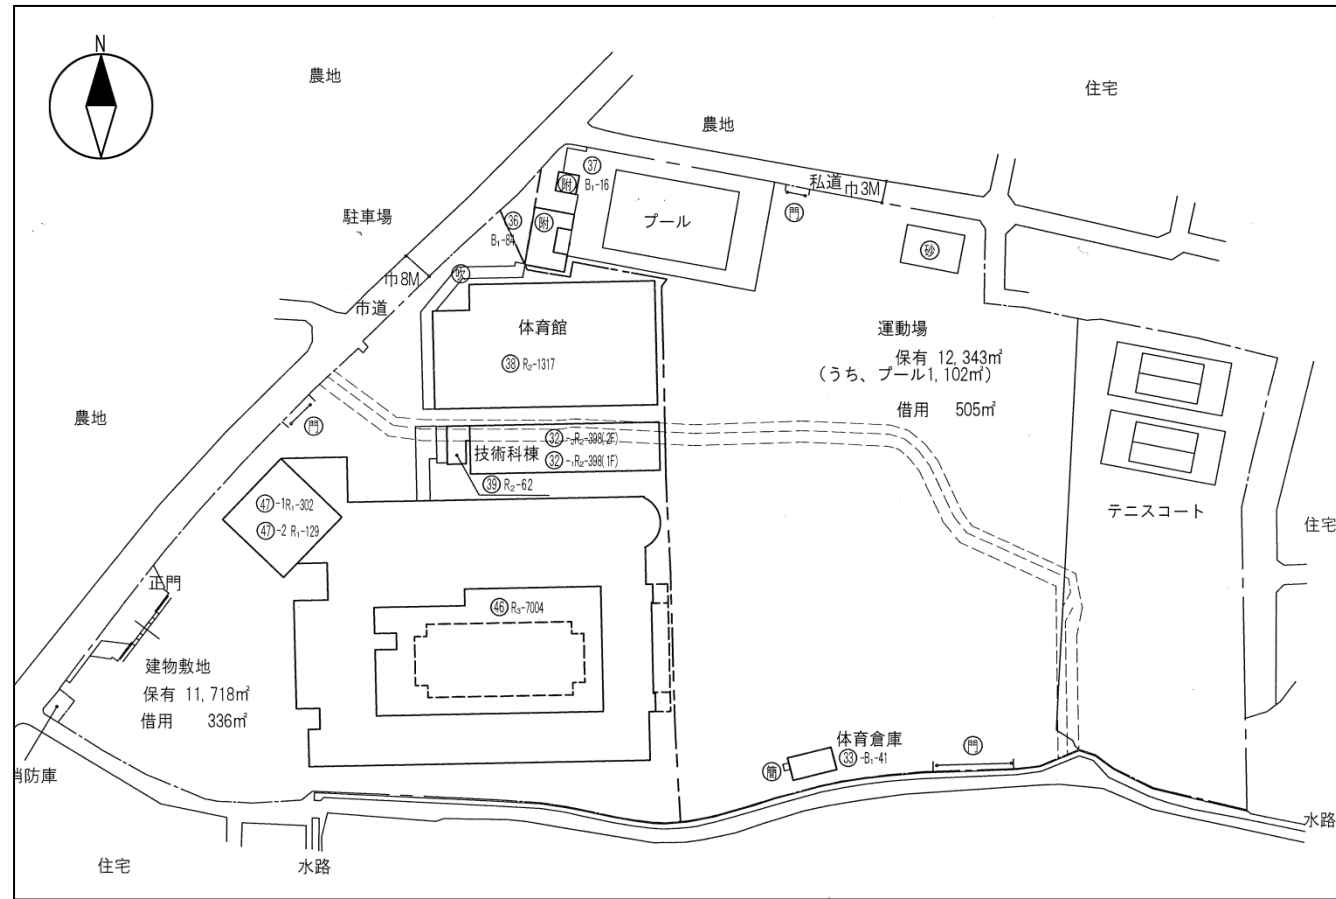 N
農地
住宅
農地
㊲
B₁-16
附
私道
巾3M
門
プール
駐車場
㊱
B₁-84
附
砂
吹
巾8M
市道
体育館
㊳ R₂-1317
運動場
保有 12,343㎡
(うち、プール1,102㎡)
借用 505㎡
農地
門
技術科棟
㉜-₂R₂-398(2F)
㉜-₁R₂-398(1F)
㊴ R₂-62
㊼-1R₁-302
㊼-2 R₁-129
テニスコート
住宅
正門
㊻ R₃-7004
建物敷地
保有 11,718㎡
借用 336㎡
体育倉庫
㉝-B₁-41
簡
門
消防庫
水路
住宅
水路